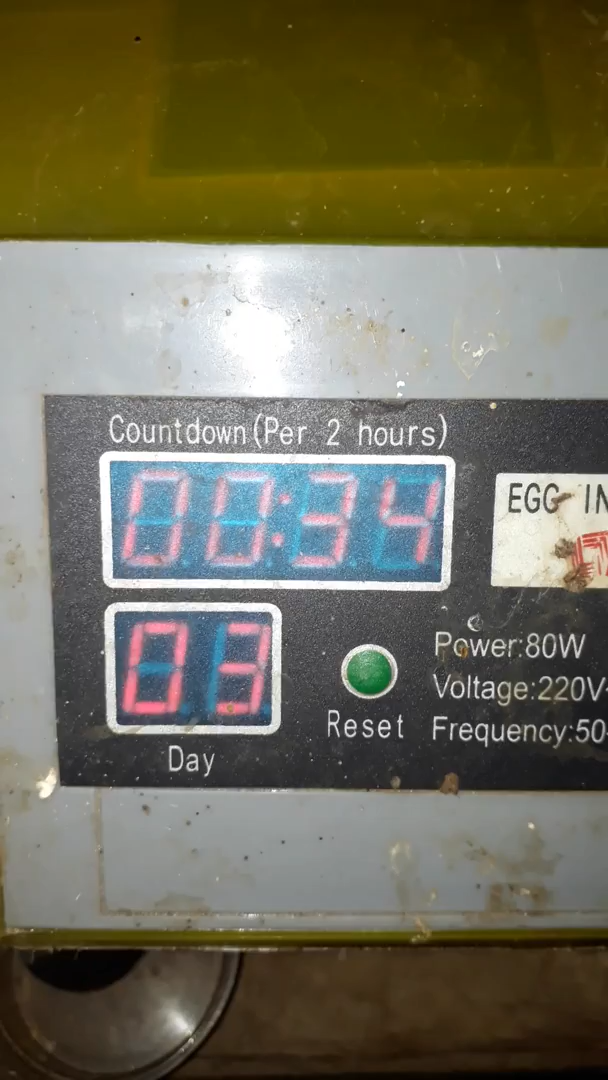 Countdown(Per 2 hours)
00:34
EGG IN
03
Power:80W
Voltage:220V
Reset
Frequency:50
Day